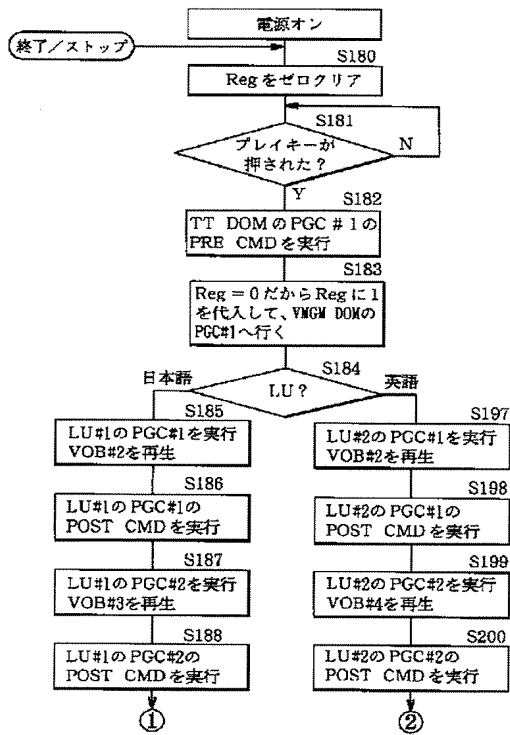 電源オン
終了/ストップ
S180
Regをゼロクリア
S181
プレイキーが
押された?
N
Y
S182
TT DOMのPGC#1の
PRE CMDを実行
S183
Reg=0だからRegに1
を代入して、VMGM DOMの
PGC#1へ行く
S184
LU?
日本語
英語
S185
LU#1のPGC#1を実行
VOB#2を再生
S186
LU#1のPGC#1の
POST CMDを実行
S187
LU#1のPGC#2を実行
VOB#3を再生
S188
LU#1のPGC#2の
POST CMDを実行
①
S197
LU#2のPGC#1を実行
VOB#2を再生
S198
LU#2のPGC#1の
POST CMDを実行
S199
LU#2のPGC#2を実行
VOB#4を再生
S200
LU#2のPGC#2の
POST CMDを実行
②